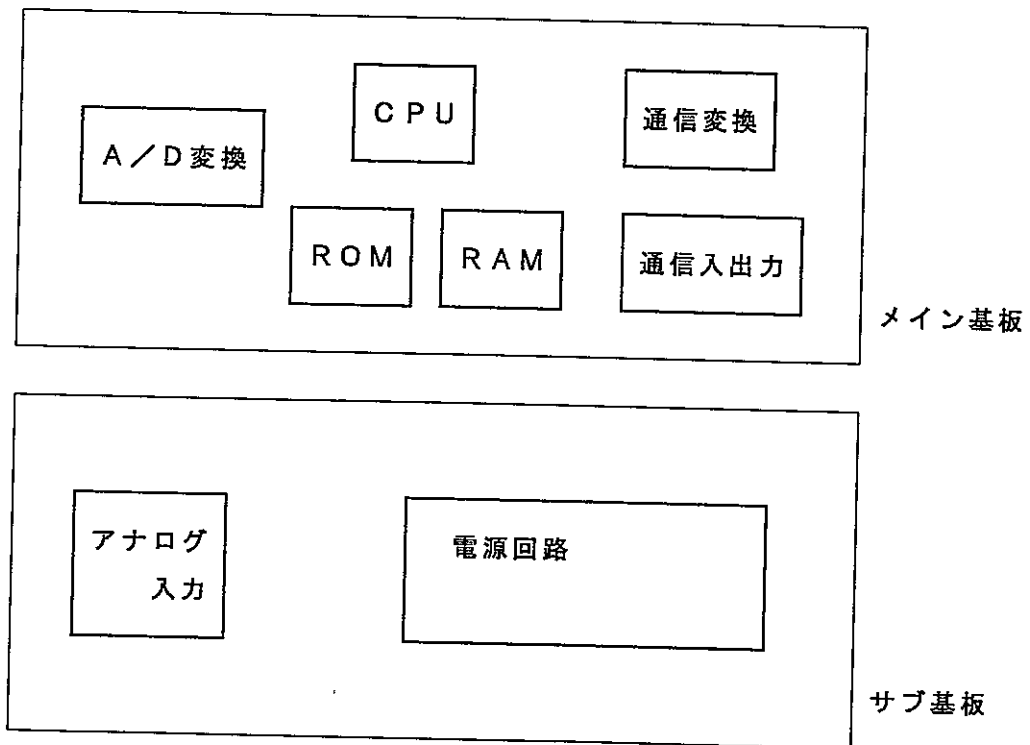 CPU
通信変換
A/D変換
ROM
RAM
通信入出力
メイン基板
アナログ
入力
電源回路
サブ基板